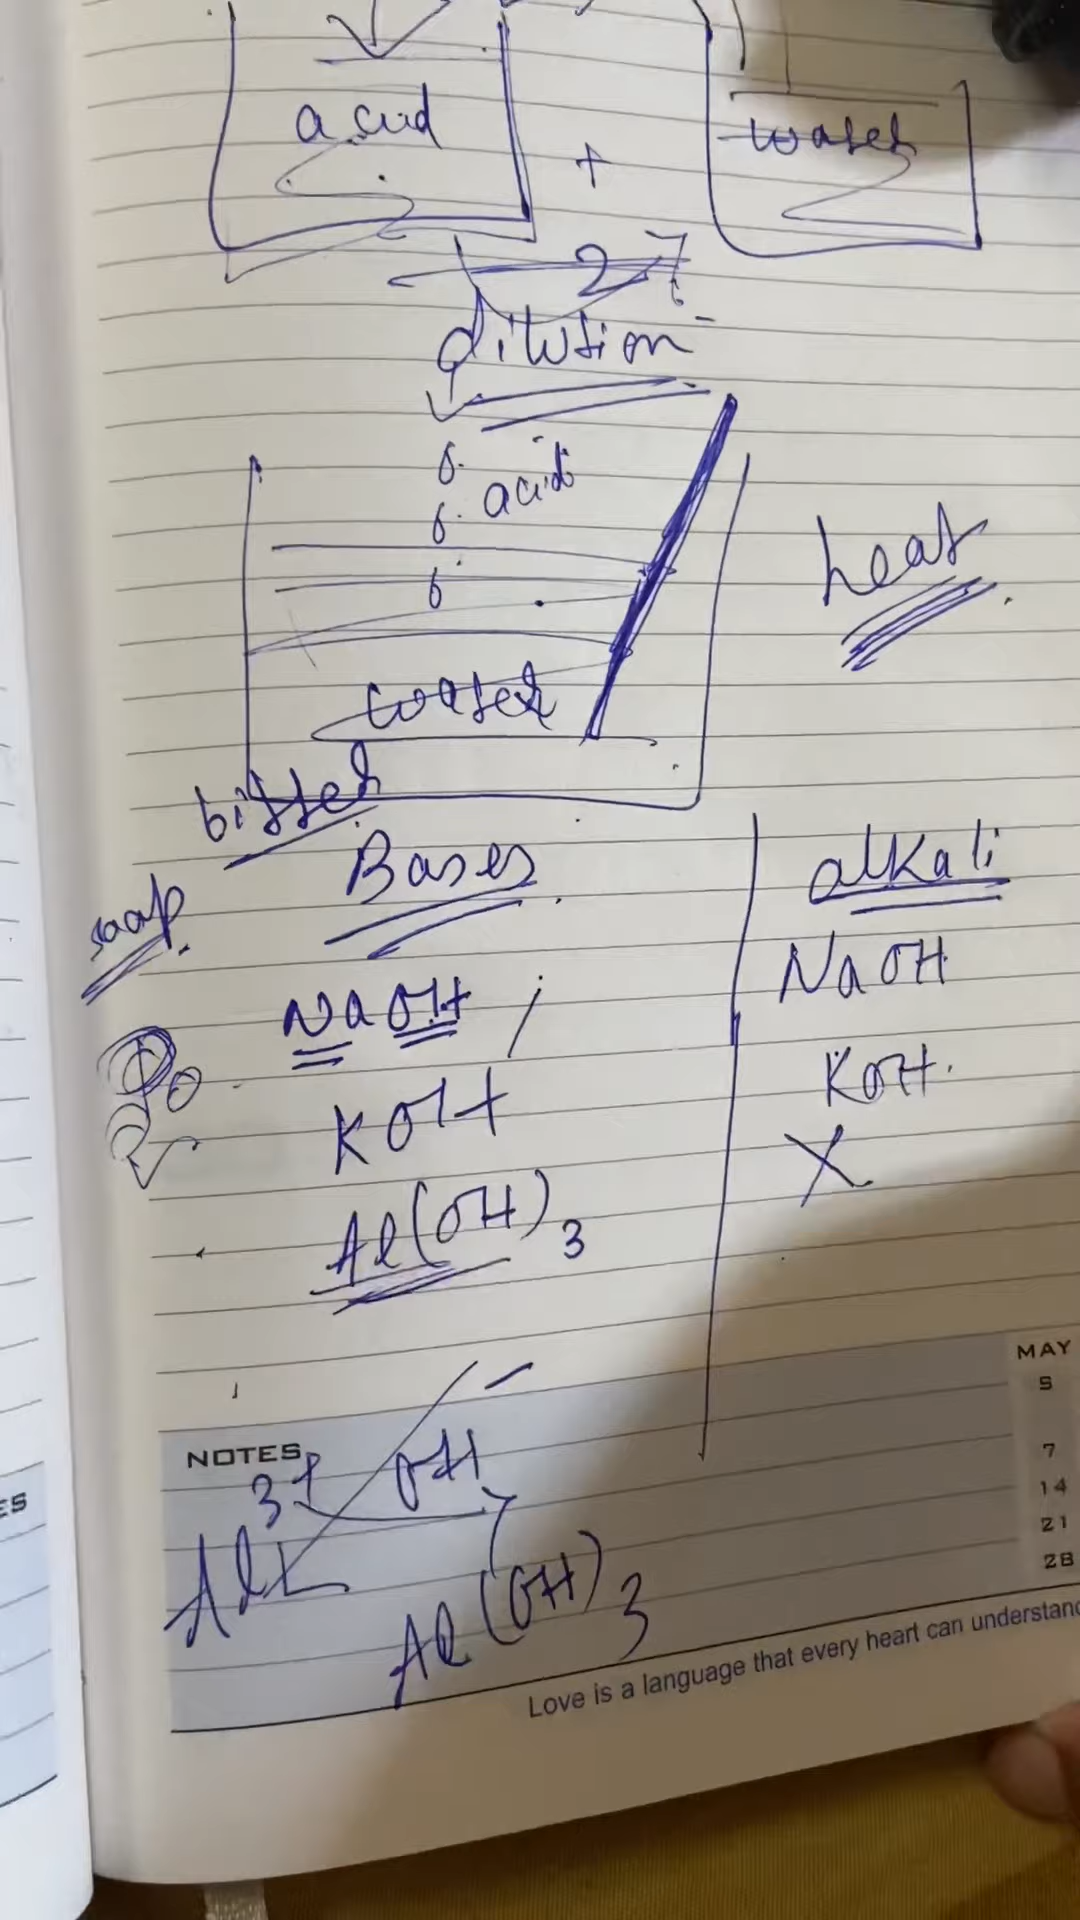 acid + water
dilution
acid
heat
water
bitter
Bases alkali
soap
NaOH NaOH
KOH KOH
Al(OH)3 X
MAY
S
NOTES
7
3+ OH
14
Al
21
Al(OH)3
28
ES
Love is a language that every heart can understand